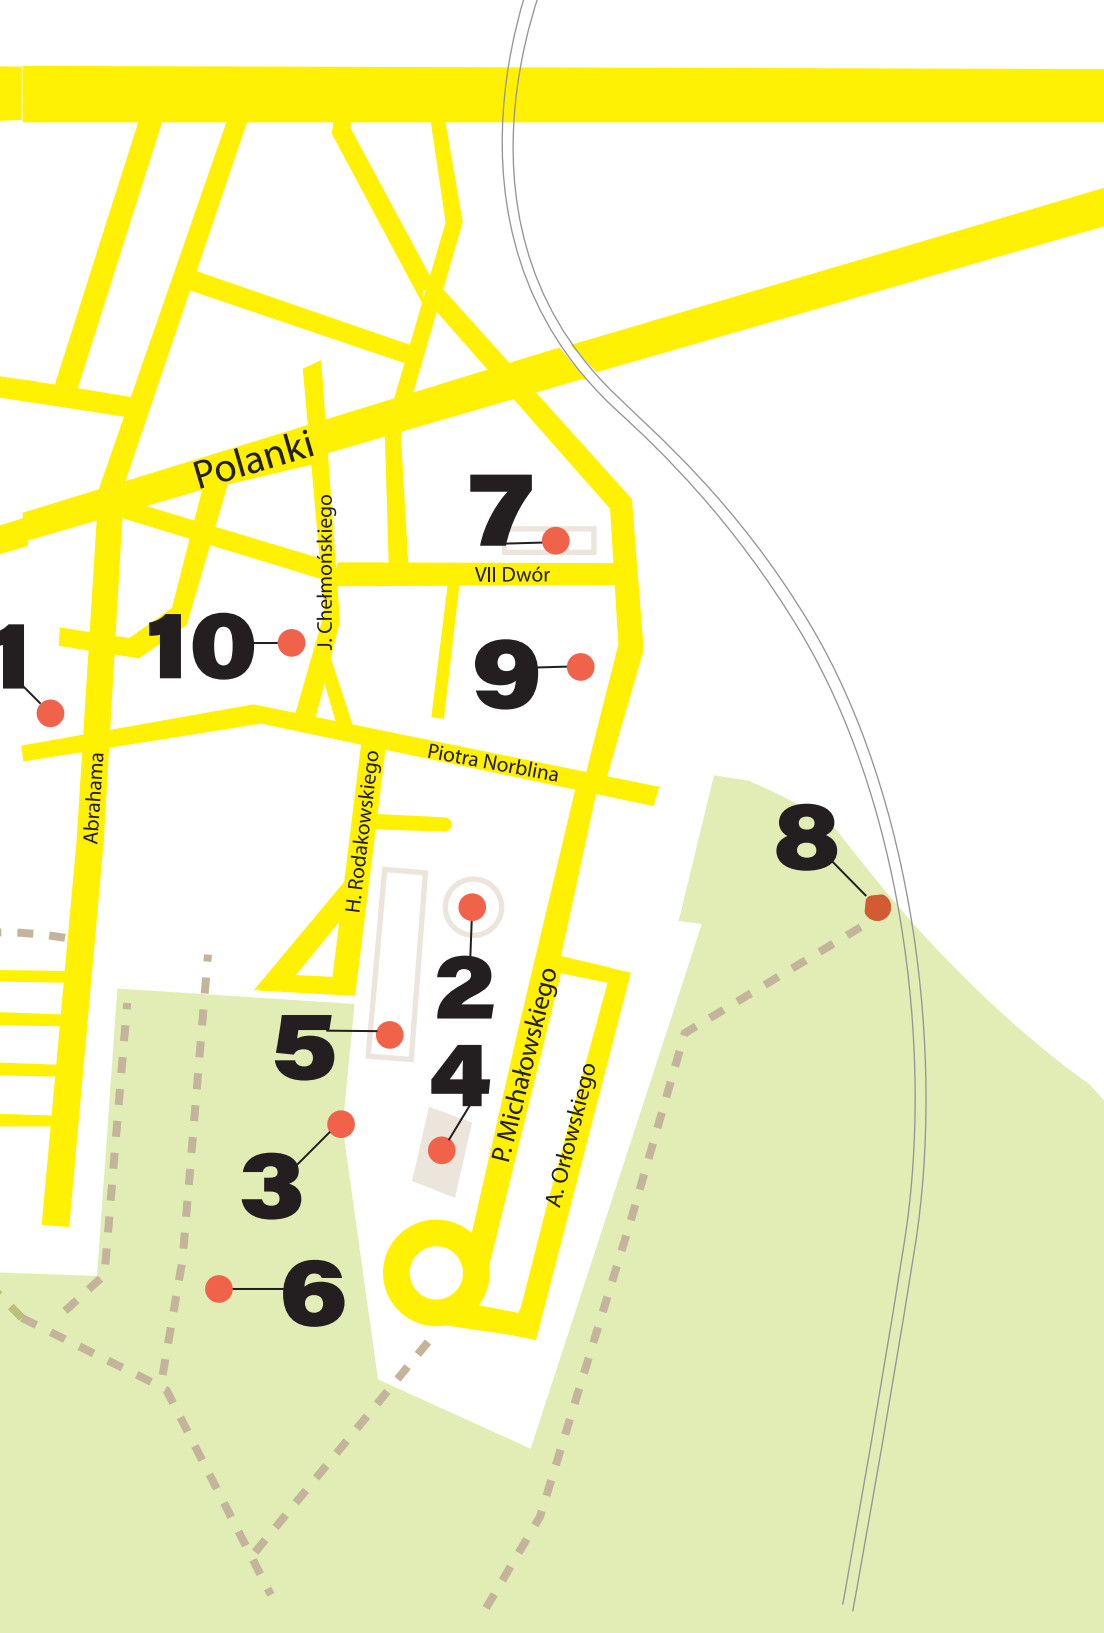 Polanki
7
J. Chełmońskiego
VII Dwór
1
10
9
Piotra Norblina
Abrahama
H. Rodakowskiego
8
2
5
P. Michałowskiego
4
A. Orłowskiego
3
6